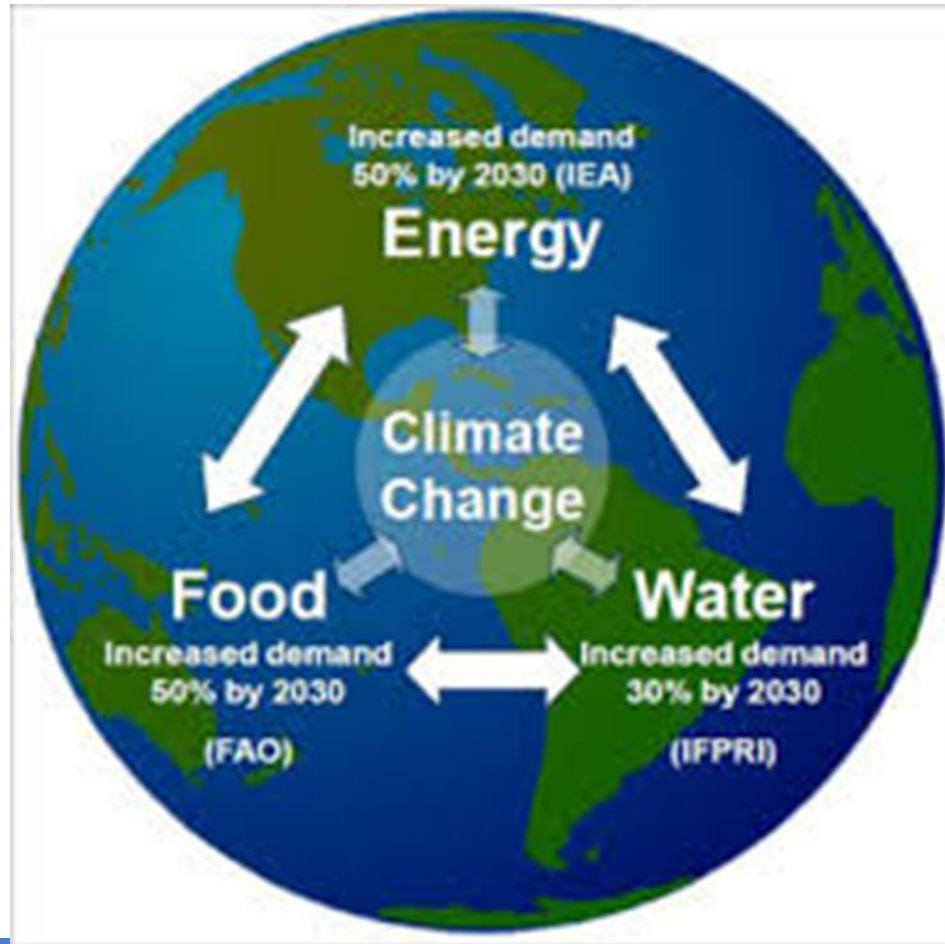 Increased demand
50% by 2030 (IEA)
Energy
Climate
Change
Food
Increased demand
50% by 2030
(FAO)
Water
Increased demand
30% by 2030
(IFPRI)